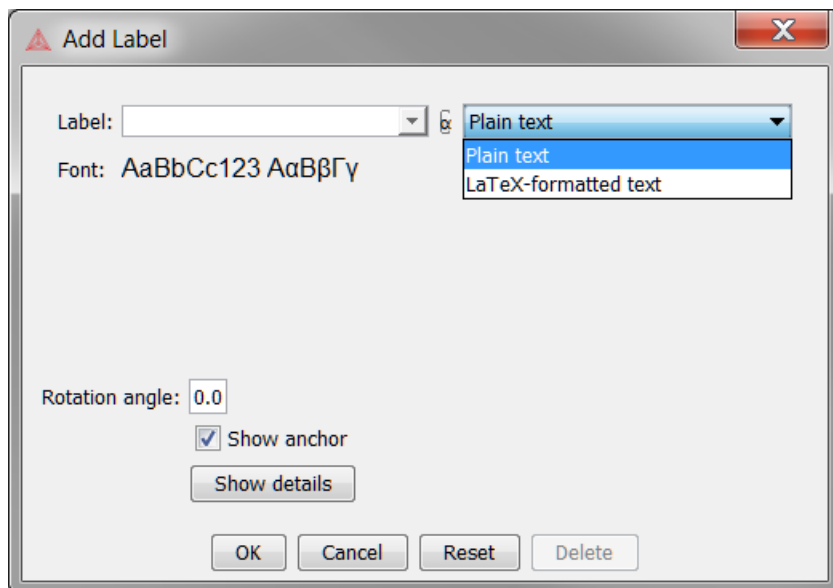 Add Label
Label: α Plain text
Plain text
Font: AaBbCc123 ΑαΒβΓγ
LaTeX-formatted text
Rotation angle: 0.0
Show anchor
Show details
OK Cancel Reset Delete